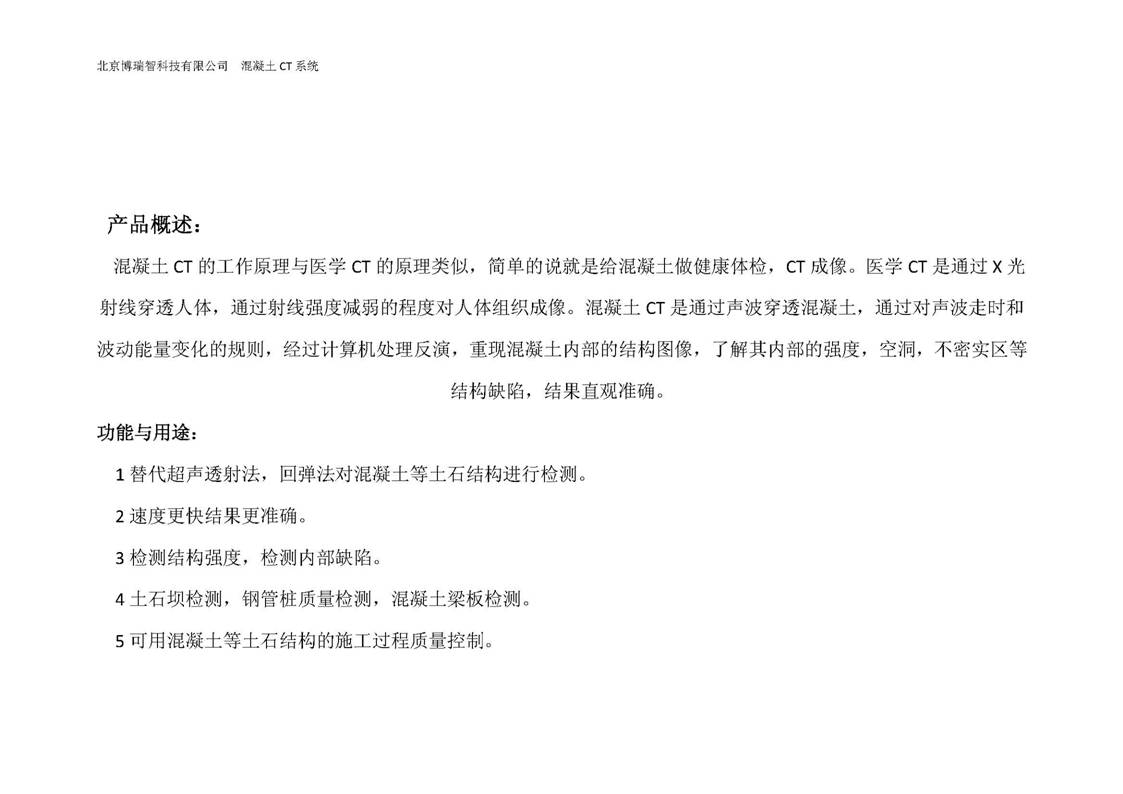 北京博瑞智科技有限公司 混凝土 CT 系统
产品概述：
混凝土 CT 的工作原理与医学 CT 的原理类似，简单的说就是给混凝土做健康体检，CT 成像。医学 CT 是通过 X 光
射线穿透人体，通过射线强度减弱的程度对人体组织成像。混凝土 CT 是通过声波穿透混凝土，通过对声波走时和
波动能量变化的规则，经过计算机处理反演，重现混凝土内部的结构图像，了解其内部的强度，空洞，不密实区等
结构缺陷，结果直观准确。
功能与用途：
1 替代超声透射法，回弹法对混凝土等土石结构进行检测。
2 速度更快结果更准确。
3 检测结构强度，检测内部缺陷。
4 土石坝检测，钢管桩质量检测，混凝土梁板检测。
5 可用混凝土等土石结构的施工过程质量控制。